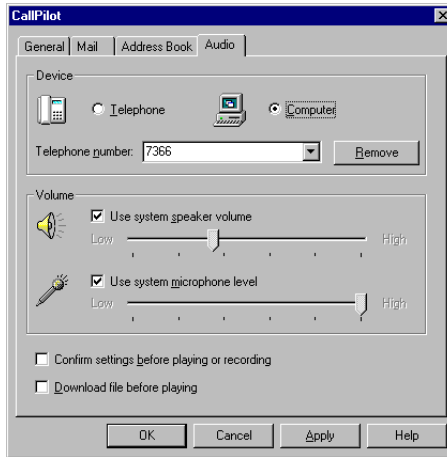 CallPilot
General Mail Address Book Audio
Device
Telephone Computer
Telephone number: 7366 Remove
Volume
Use system speaker volume
Low High
Use system microphone level
Low High
Confirm settings before playing or recording
Download file before playing
OK Cancel Apply Help